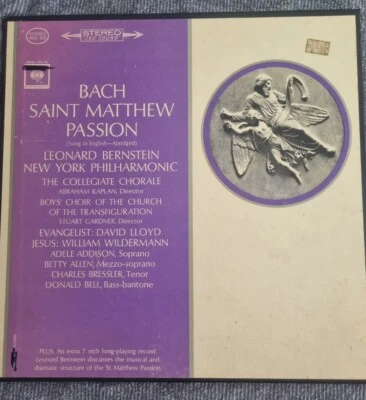 STEREO
360 SOUND
BACH
SAINT MATTHEW
PASSION
(Sung in English—Abridged)
LEONARD BERNSTEIN
NEW YORK PHILHARMONIC
THE COLLEGIATE CHORALE
ABRAHAM KAPLAN, Director
BOYS' CHOIR OF THE CHURCH
OF THE TRANSFIGURATION
STUART GARDNER, Director
EVANGELIST: DAVID LLOYD
JESUS: WILLIAM WILDERMANN
ADELE ADDISON, Soprano
BETTY ALLEN, Mezzo-soprano
CHARLES BRESSLER, Tenor
DONALD BELL, Bass-baritone
PLUS: An extra 7 inch long-playing record.
Leonard Bernstein discusses the musical and
dramatic structure of the St. Matthew Passion.